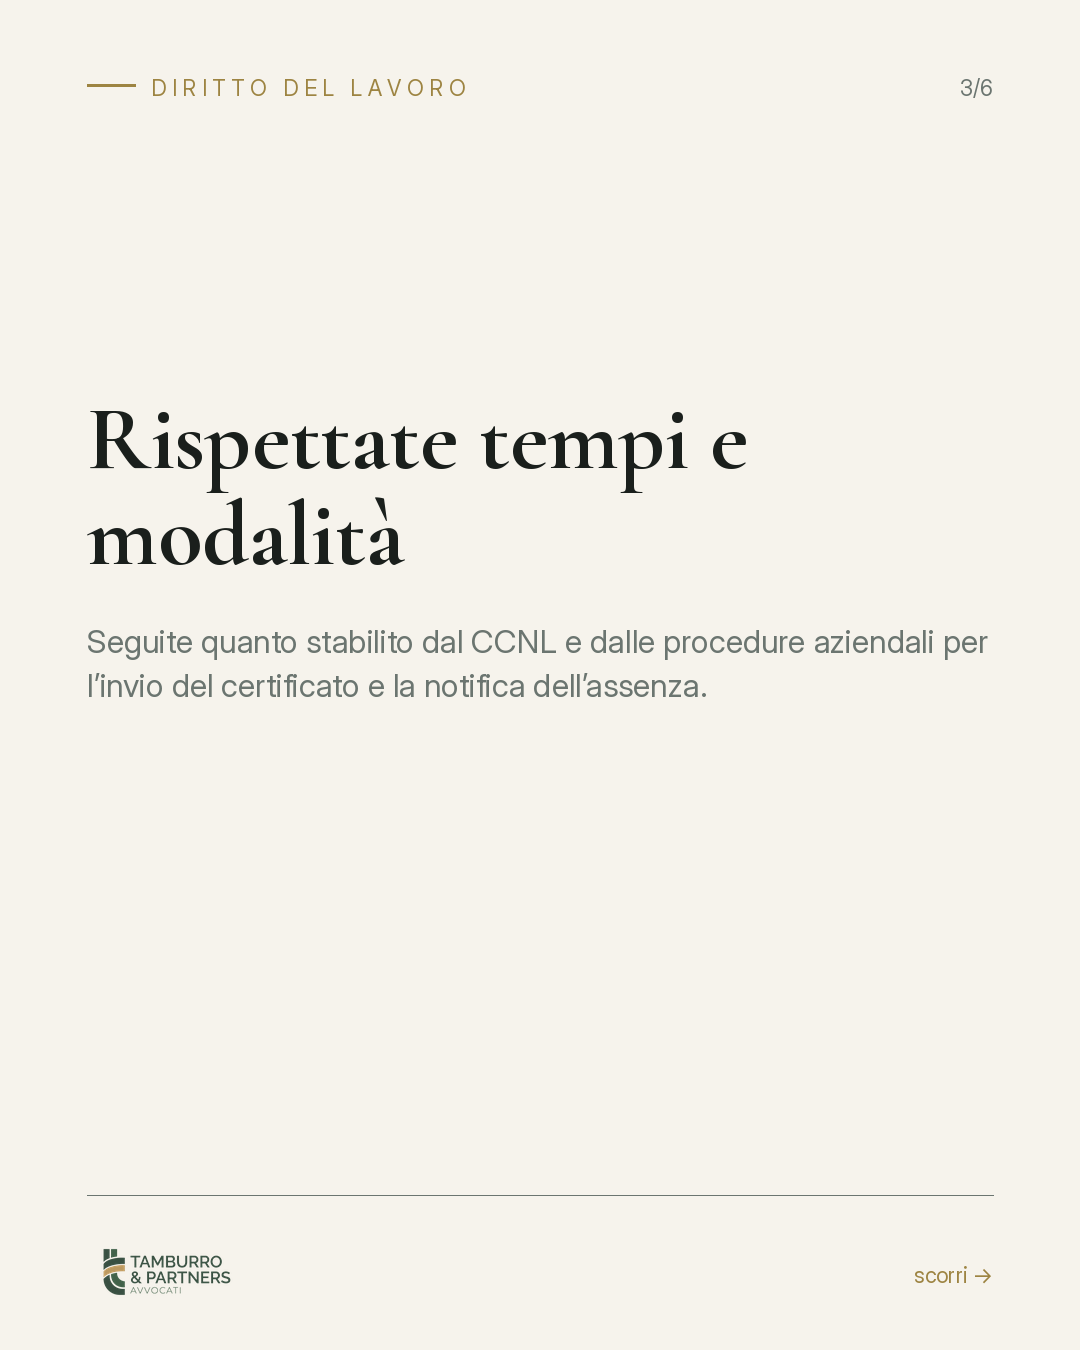 DIRITTO DEL LAVORO
3/6
Rispettate tempi e
modalità
Seguite quanto stabilito dal CCNL e dalle procedure aziendali per
l’invio del certificato e la notifica dell’assenza.
TAMBURRO
& PARTNERS
AVVOCATI
scorri →